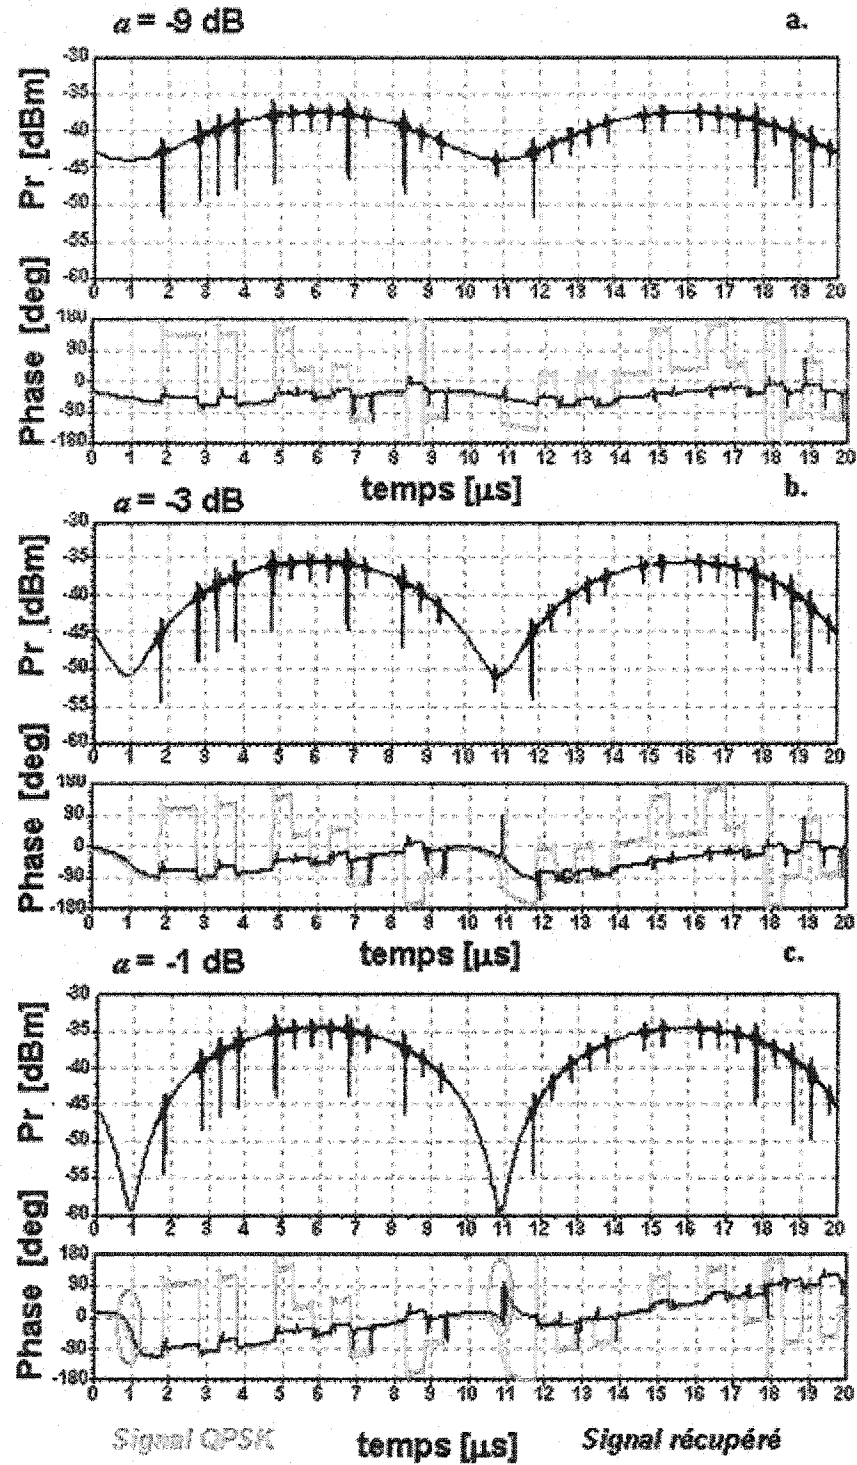 α = -9 dB
a.
Pr [dBm]
-30
-35
-40
-45
-50
-55
-60
0 1 2 3 4 5 6 7 8 9 10 11 12 13 14 15 16 17 18 19 20
Phase [deg]
180
90
0
-90
-180
0 1 2 3 4 5 6 7 8 9 10 11 12 13 14 15 16 17 18 19 20
temps [µs]
α = -3 dB
b.
Pr [dBm]
-30
-35
-40
-45
-50
-55
-60
0 1 2 3 4 5 6 7 8 9 10 11 12 13 14 15 16 17 18 19 20
Phase [deg]
180
90
0
-90
-180
0 1 2 3 4 5 6 7 8 9 10 11 12 13 14 15 16 17 18 19 20
temps [µs]
α = -1 dB
c.
Pr [dBm]
-30
-35
-40
-45
-50
-55
-60
0 1 2 3 4 5 6 7 8 9 10 11 12 13 14 15 16 17 18 19 20
Phase [deg]
180
90
0
-90
-180
0 1 2 3 4 5 6 7 8 9 10 11 12 13 14 15 16 17 18 19 20
Signal QPSK
temps [µs]
Signal récupéré